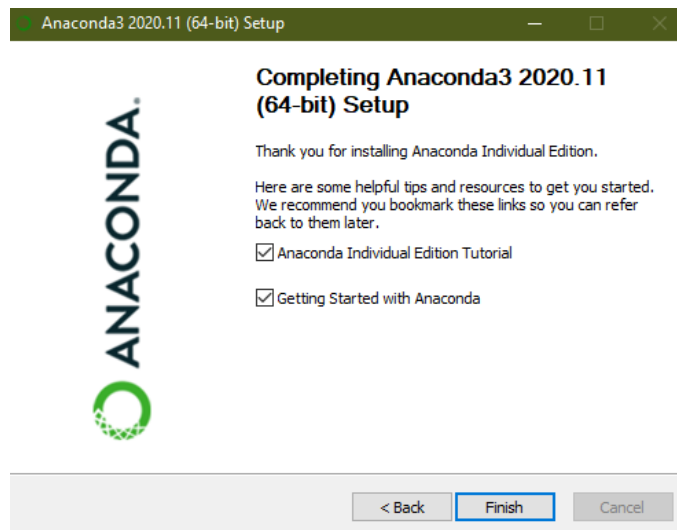 Anaconda3 2020.11 (64-bit) Setup
ANACONDA.
Completing Anaconda3 2020.11
(64-bit) Setup
Thank you for installing Anaconda Individual Edition.
Here are some helpful tips and resources to get you started.
We recommend you bookmark these links so you can refer
back to them later.
Anaconda Individual Edition Tutorial
Getting Started with Anaconda
< Back
Finish
Cancel